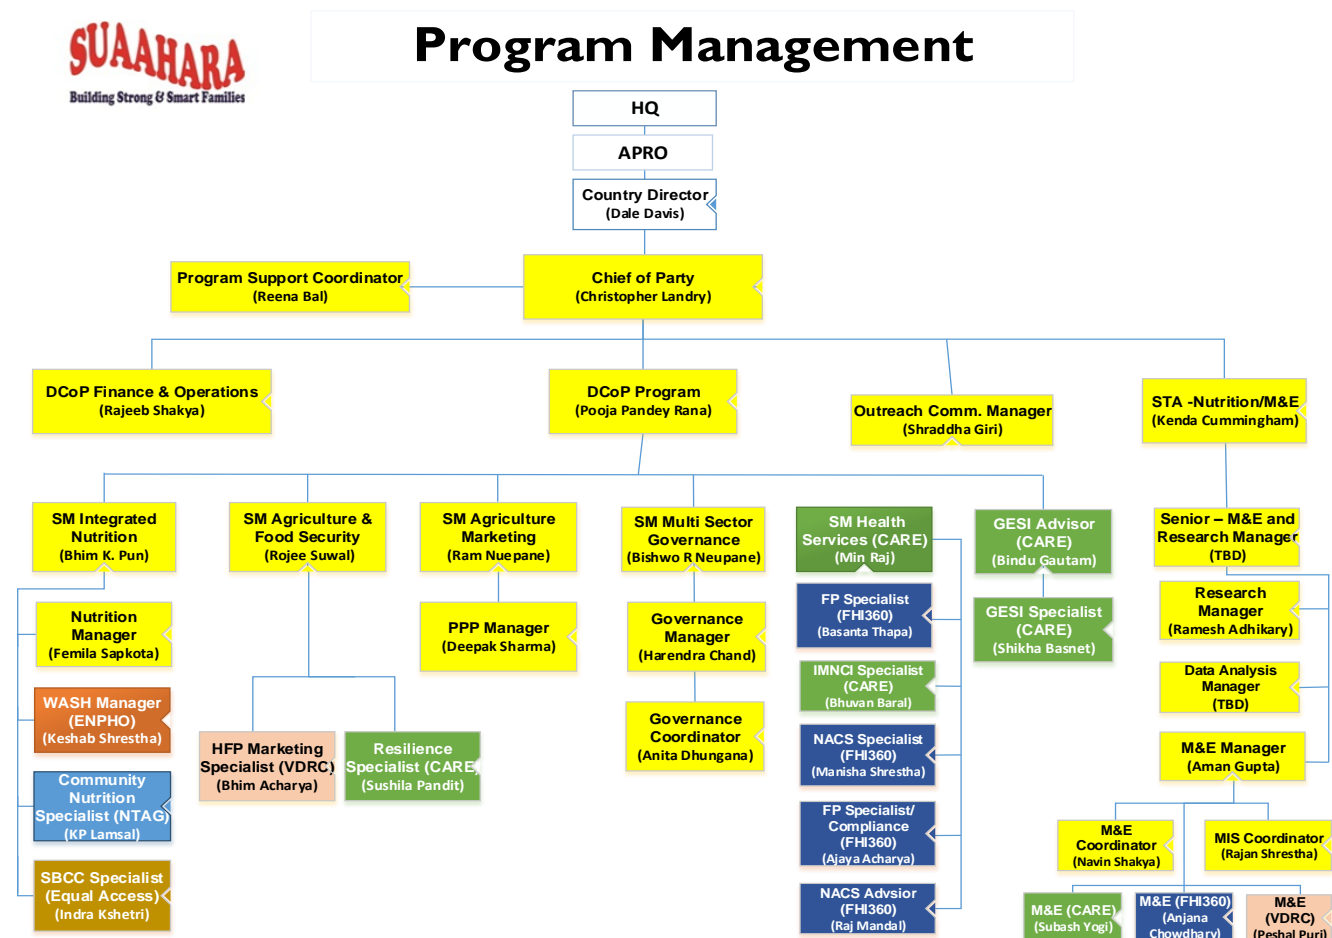 SUAAHARA
Building Strong & Smart Families
Program Management
HQ
APRO
Country Director
(Dale Davis)
Program Support Coordinator
(Reena Bal)
Chief of Party
(Christopher Landry)
DCoP Finance & Operations
(Rajeeb Shakya)
DCoP Program
(Pooja Pandey Rana)
Outreach Comm. Manager
(Shraddha Giri)
STA -Nutrition/M&E
(Kenda Cummingham)
SM Integrated
Nutrition
(Bhim K. Pun)
SM Agriculture &
Food Security
(Rojee Suwal)
SM Agriculture
Marketing
(Ram Nuepane)
SM Multi Sector
Governance
(Bishwo R Neupane)
SM Health
Services (CARE)
(Min Raj)
GESI Advisor
(CARE)
(Bindu Gautam)
Senior – M&E and
Research Manager
(TBD)
Nutrition
Manager
(Femila Sapkota)
WASH Manager
(ENPHO)
(Keshab Shrestha)
Community
Nutrition
Specialist (NTAG)
(KP Lamsal)
SBCC Specialist
(Equal Access)
(Indra Kshetri)
HFP Marketing
Specialist (VDRC)
(Bhim Acharya)
Resilience
Specialist (CARE)
(Sushila Pandit)
PPP Manager
(Deepak Sharma)
Governance
Manager
(Harendra Chand)
Governance
Coordinator
(Anita Dhungana)
FP Specialist
(FHI360)
(Basanta Thapa)
IMNCI Specialist
(CARE)
(Bhuvan Baral)
NACS Specialist
(FHI360)
(Manisha Shrestha)
FP Specialist/
Compliance
(FHI360)
(Ajaya Acharya)
NACS Advsior
(FHI360)
(Raj Mandal)
GESI Specialist
(CARE)
(Shikha Basnet)
Research
Manager
(Ramesh Adhikary)
Data Analysis
Manager
(TBD)
M&E Manager
(Aman Gupta)
M&E
Coordinator
(Navin Shakya)
MIS Coordinator
(Rajan Shrestha)
M&E (CARE)
(Subash Yogi)
M&E (FHI360)
(Anjana
Chowdhary)
M&E
(VDRC)
(Peshal Puri)